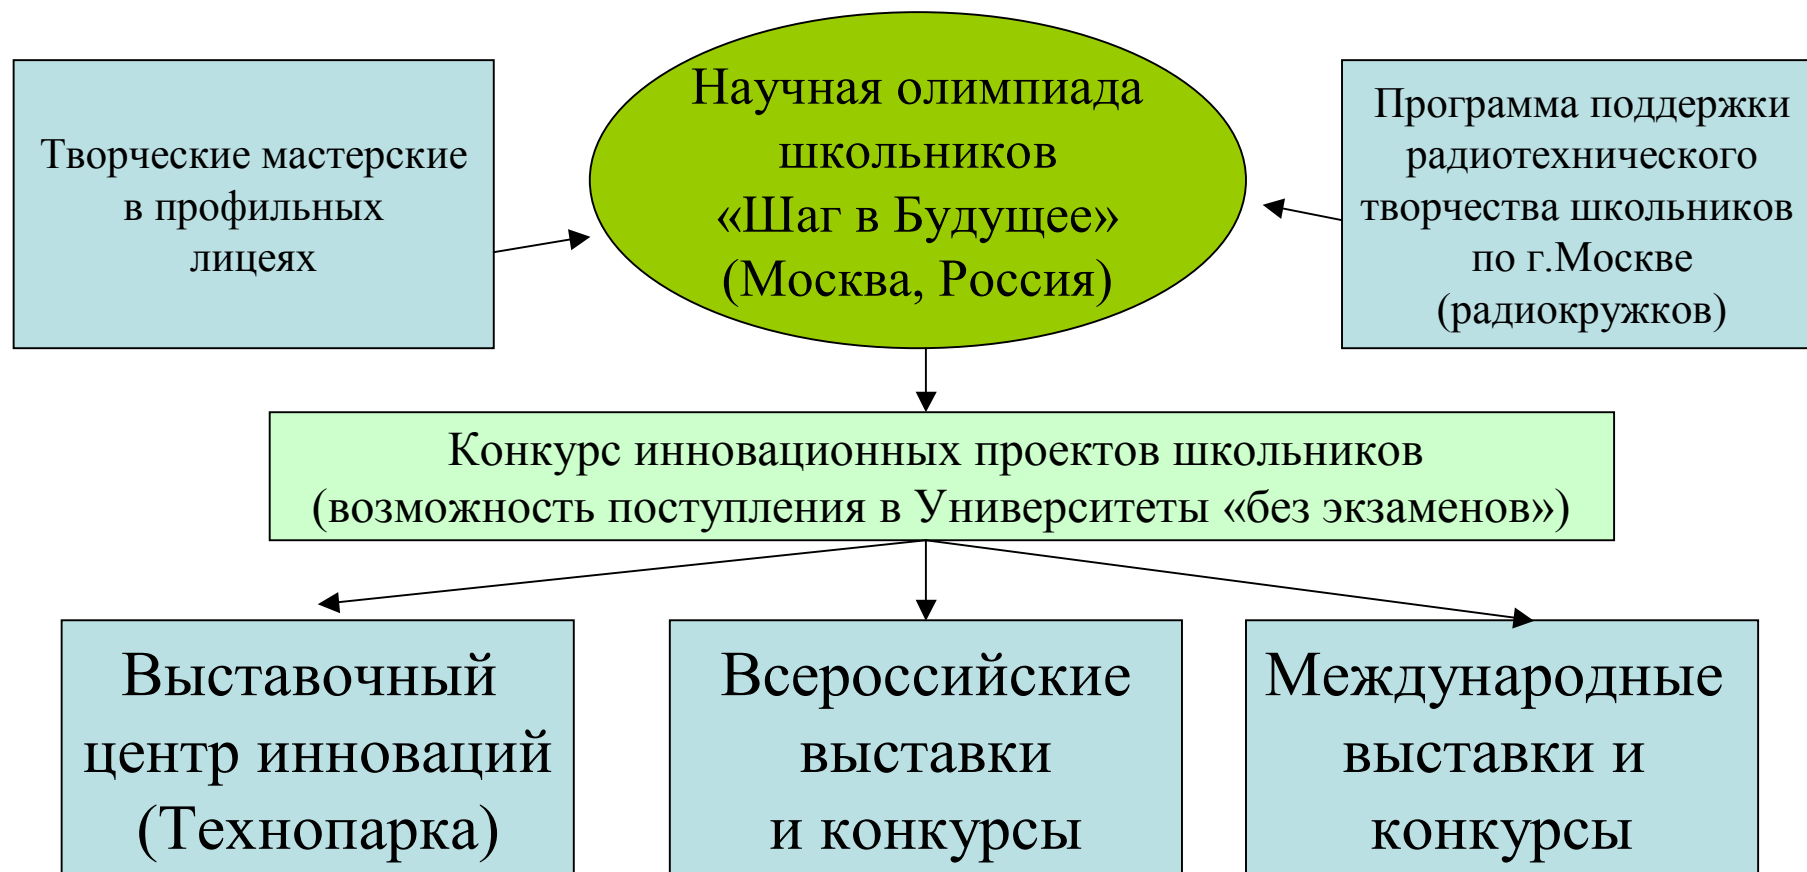 Творческие мастерские
в профильных
лицеях
Научная олимпиада
школьников
«Шаг в Будущее»
(Москва, Россия)
Программа поддержки
радиотехнического
творчества школьников
по г.Москве
(радиокружков)
Конкурс инновационных проектов школьников
(возможность поступления в Университеты «без экзаменов»)
Выставочный
центр инноваций
(Технопарка)
Всероссийские
выставки
и конкурсы
Международные
выставки и
конкурсы